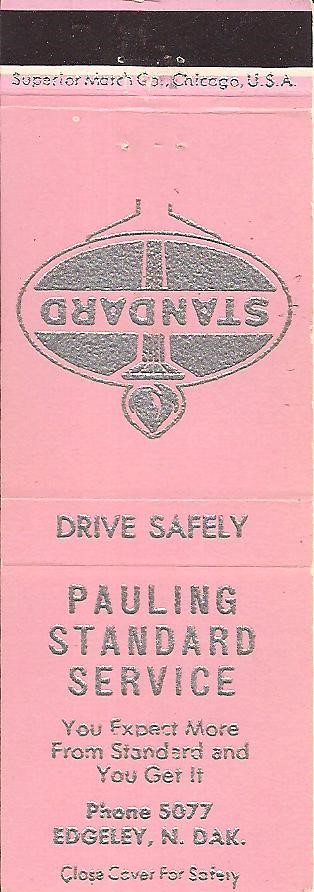 Superior Match Co., Chicago, U.S.A.
STANDARD
DRIVE SAFELY
PAULING
STANDARD
SERVICE
You Expect More
From Standard and
You Get It
Phone 5077
EDGELEY, N. DAK.
Close Cover For Safety